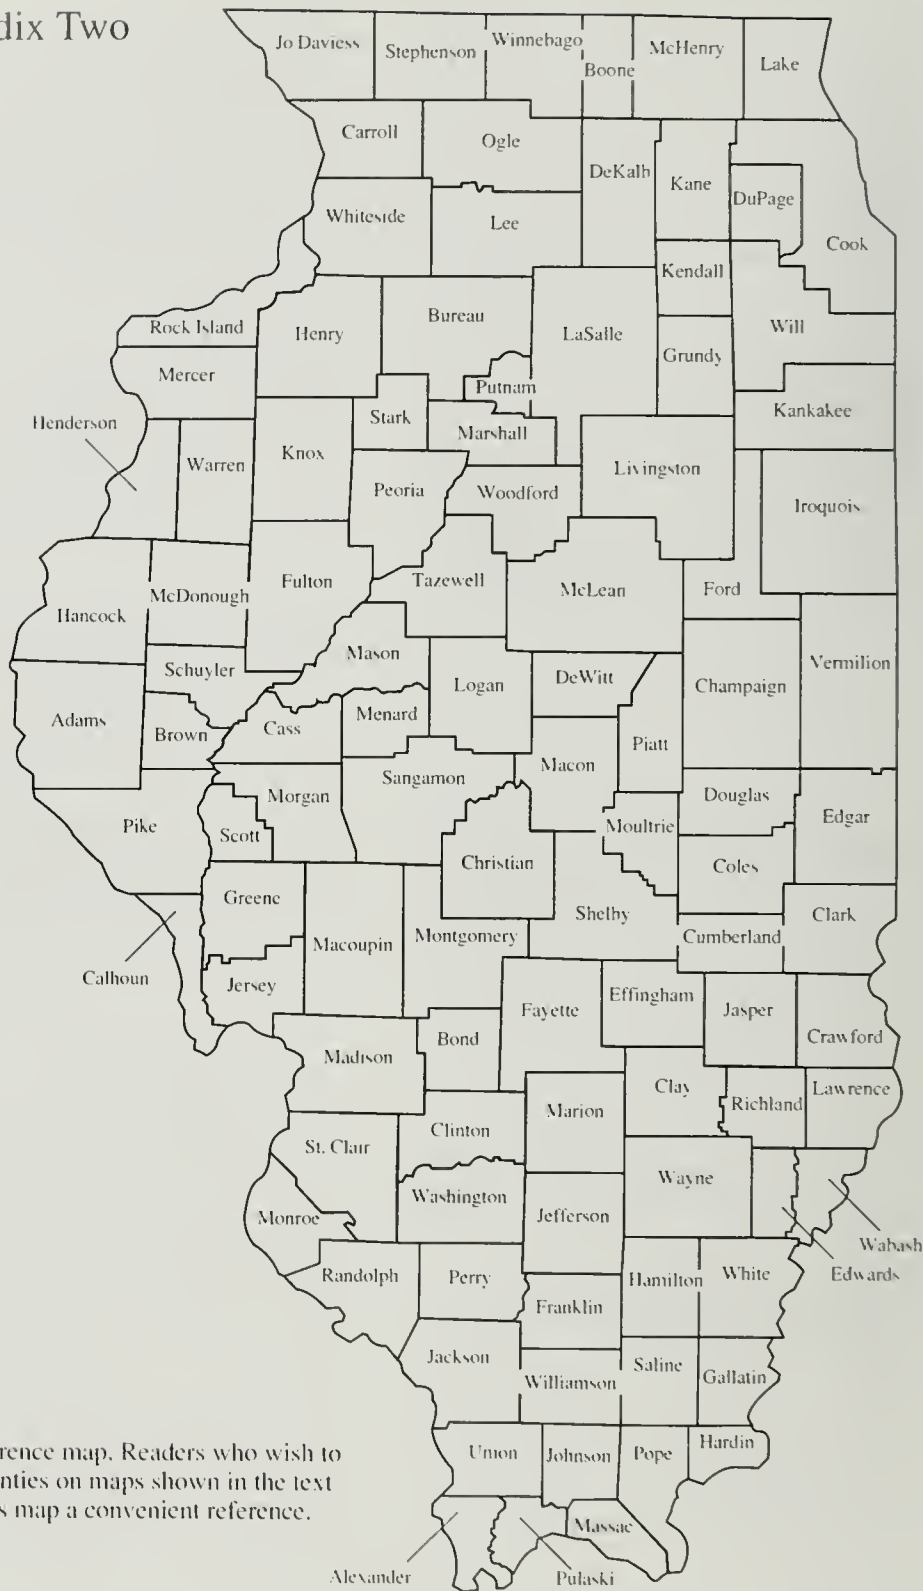 dix Two
Jo Daviess
Stephenson
Winnebago
Boone
McHenry
Lake
Carroll
Ogle
DeKalb
Kane
DuPage
Cook
Whiteside
Lee
Kendall
Will
Rock Island
Henry
Bureau
LaSalle
Grundy
Mercer
Putnam
Kankakee
Henderson
Warren
Knox
Stark
Marshall
Livingston
Peoria
Woodford
Iroquois
Hancock
McDonough
Fulton
Tazewell
McLean
Ford
Schuyler
Mason
Logan
DeWitt
Champaign
Vermilion
Adams
Brown
Cass
Menard
Piatt
Macon
Sangamon
Pike
Scott
Morgan
Christian
Moultrie
Douglas
Edgar
Coles
Greene
Macoupin
Montgomery
Shelby
Cumberland
Clark
Calhoun
Jersey
Fayette
Effingham
Jasper
Crawford
Madison
Bond
Clay
Richland
Lawrence
Marion
Clinton
St. Clair
Washington
Wayne
Jefferson
Monroe
Wabash
Edwards
Randolph
Perry
Hamilton
White
Franklin
Jackson
Williamson
Saline
Gallatin
Union
Johnson
Pope
Hardin
Massac
Alexander
Pulaski
rence map. Readers who wish to
nties on maps shown in the text
s map a convenient reference.